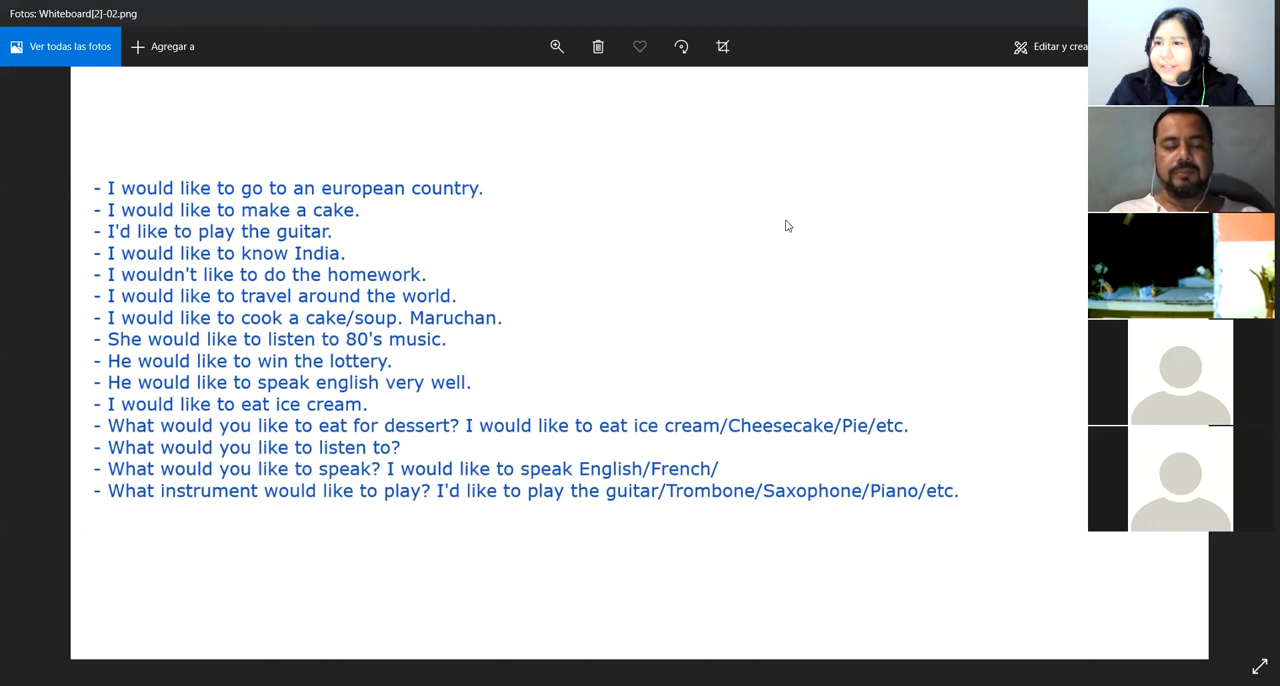 Fotos: Whiteboard[2]-02.png
Ver todas las fotos
Agregar a
Editar y crea
- I would like to go to an european country.
- I would like to make a cake.
- I'd like to play the guitar.
- I would like to know India.
- I wouldn't like to do the homework.
- I would like to travel around the world.
- I would like to cook a cake/soup. Maruchan.
- She would like to listen to 80's music.
- He would like to win the lottery.
- He would like to speak english very well.
- I would like to eat ice cream.
- What would you like to eat for dessert? I would like to eat ice cream/Cheesecake/Pie/etc.
- What would you like to listen to?
- What would you like to speak? I would like to speak English/French/
- What instrument would like to play? I'd like to play the guitar/Trombone/Saxophone/Piano/etc.